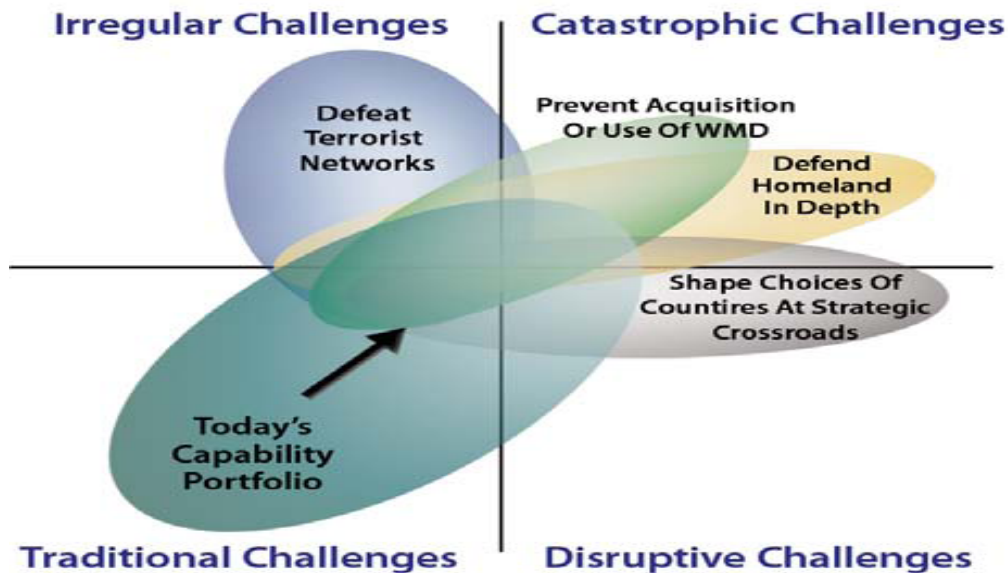 Irregular Challenges
Catastrophic Challenges
Defeat
Terrorist
Networks
Prevent Acquisition
Or Use Of WMD
Defend
Homeland
In Depth
Shape Choices Of
Countires At Strategic
Crossroads
Today's
Capability
Portfolio
Traditional Challenges
Disruptive Challenges